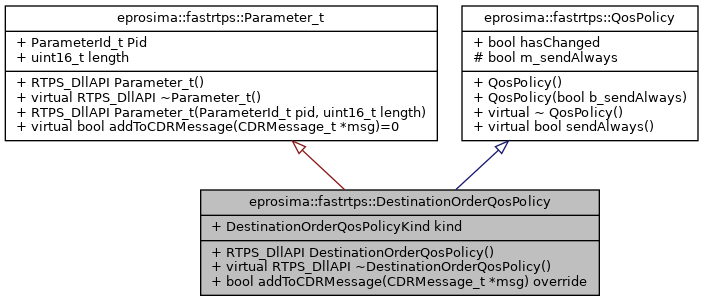 eprosima::fastrtps::Parameter_t
+ ParameterId_t Pid
+ uint16_t length
+ RTPS_DllAPI Parameter_t()
+ virtual RTPS_DllAPI ~Parameter_t()
+ RTPS_DllAPI Parameter_t(ParameterId_t pid, uint16_t length)
+ virtual bool addToCDRMessage(CDRMessage_t *msg)=0
eprosima::fastrtps::QosPolicy
+ bool hasChanged
# bool m_sendAlways
+ QosPolicy()
+ QosPolicy(bool b_sendAlways)
+ virtual ~ QosPolicy()
+ virtual bool sendAlways()
eprosima::fastrtps::DestinationOrderQosPolicy
+ DestinationOrderQosPolicyKind kind
+ RTPS_DllAPI DestinationOrderQosPolicy()
+ virtual RTPS_DllAPI ~DestinationOrderQosPolicy()
+ bool addToCDRMessage(CDRMessage_t *msg) override